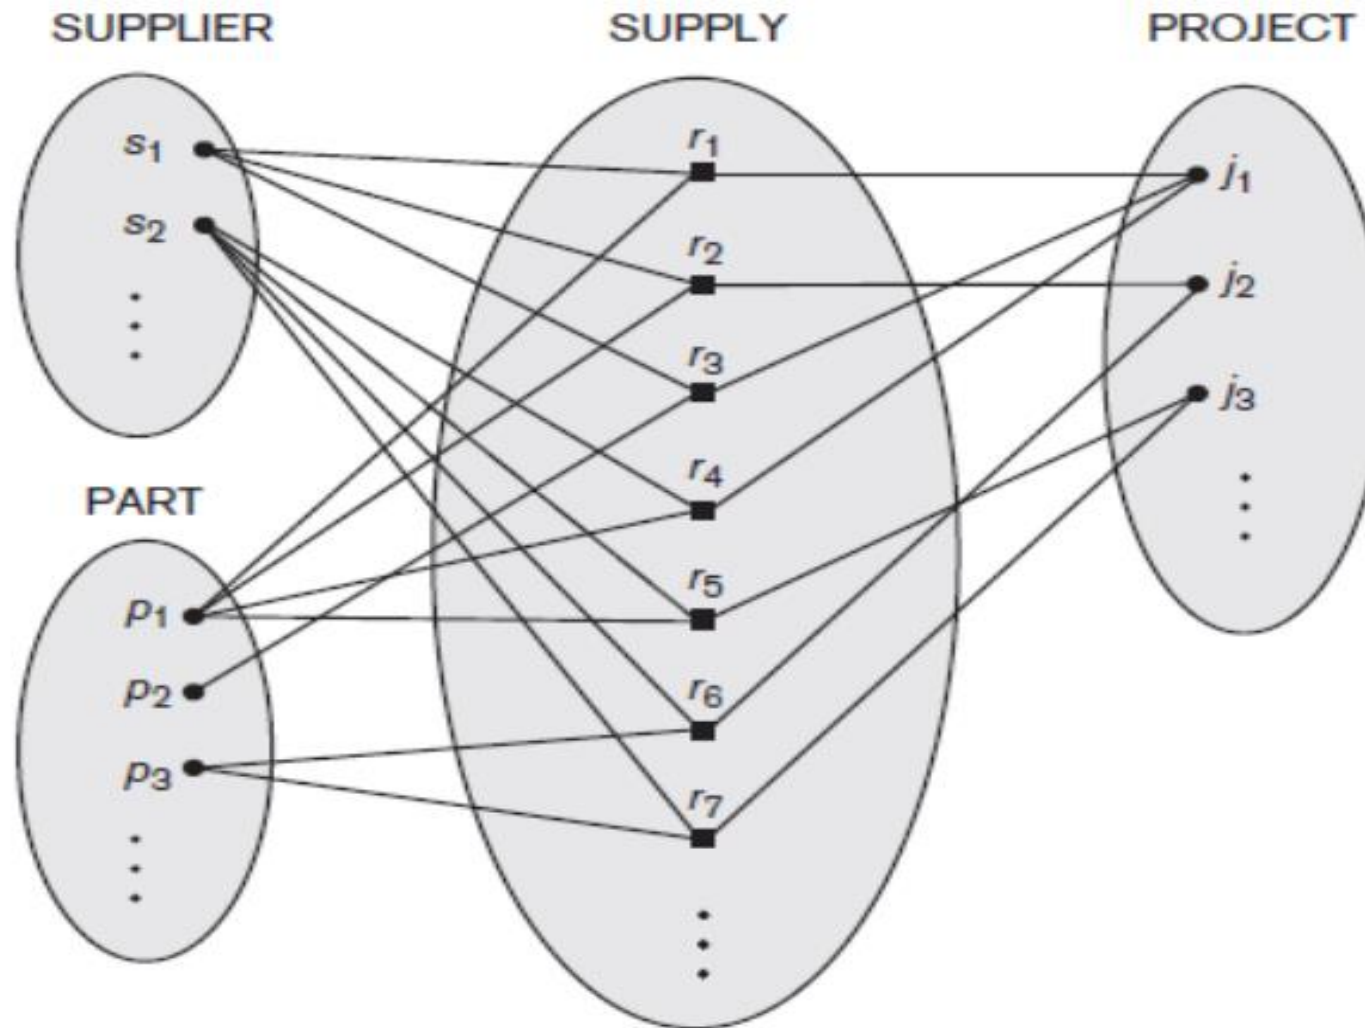 SUPPLIER
s1
s2
PART
p1
p2
p3
SUPPLY
r1
r2
r3
r4
r5
r6
r7
PROJECT
j1
j2
j3